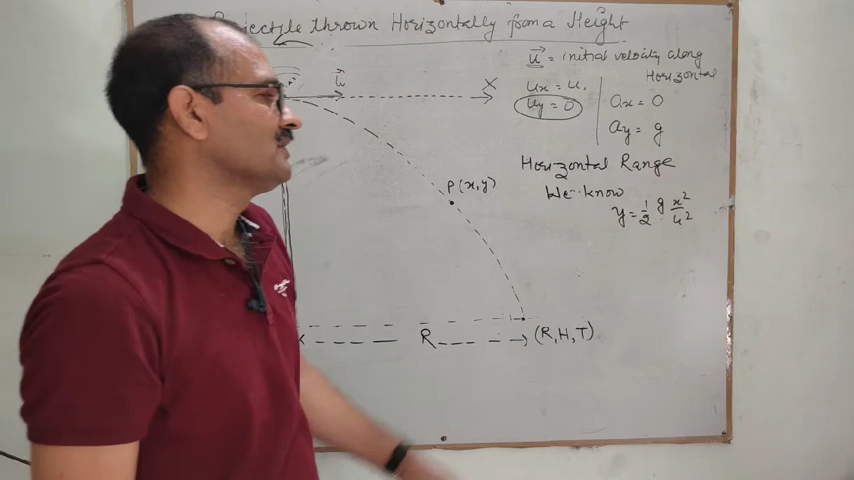 Projectile thrown Horizontally from a Height
u⃗ = initial velocity along
Horizontal
ux = u,
uy = 0
ax = 0
ay = g
u⃗
X
Horizontal Range
We know
y = 1/2 g x²/u²
P(x,y)
R
(R,H,T)